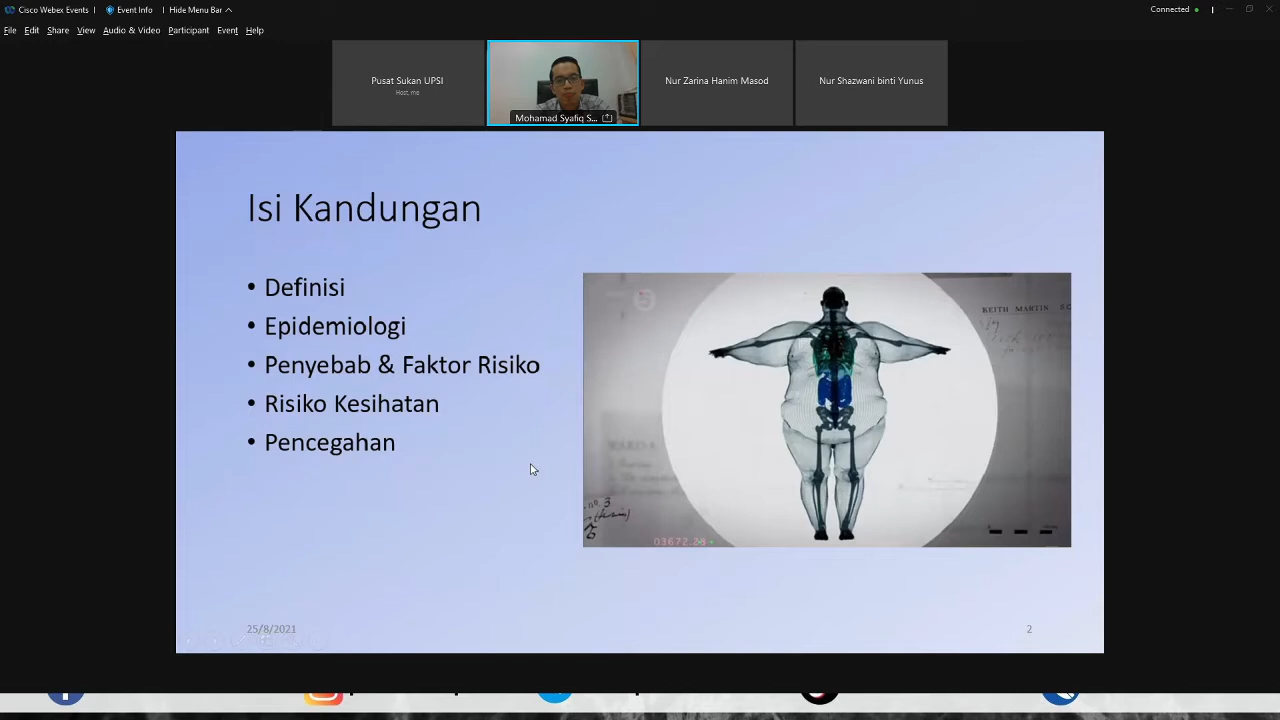 Cisco Webex Events
Event Info
Hide Menu Bar
Connected
File Edit Share View Audio & Video Participant Event Help
Pusat Sukan UPSI
Host, me
Mohamad Syafiq S...
Nur Zarina Hanim Masod
Nur Shazwani binti Yunus
Isi Kandungan
• Definisi
• Epidemiologi
• Penyebab & Faktor Risiko
• Risiko Kesihatan
• Pencegahan
KEITH MARTIN
nº 3
25/8/2021
2